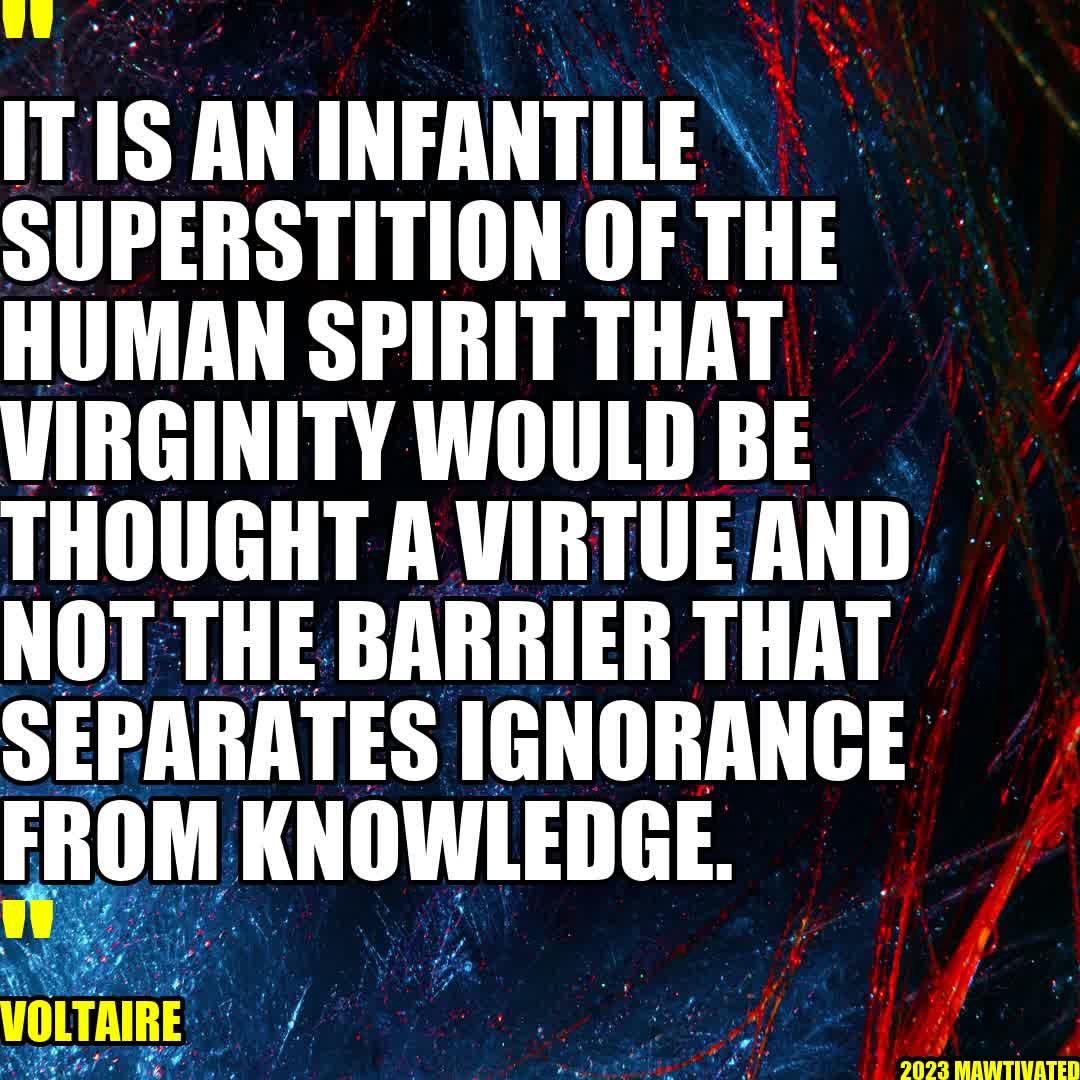 "
IT IS AN INFANTILE
SUPERSTITION OF THE
HUMAN SPIRIT THAT
VIRGINITY WOULD BE
THOUGHT A VIRTUE AND
NOT THE BARRIER THAT
SEPARATES IGNORANCE
FROM KNOWLEDGE.
"
VOLTAIRE
2023 MAWTIVATED